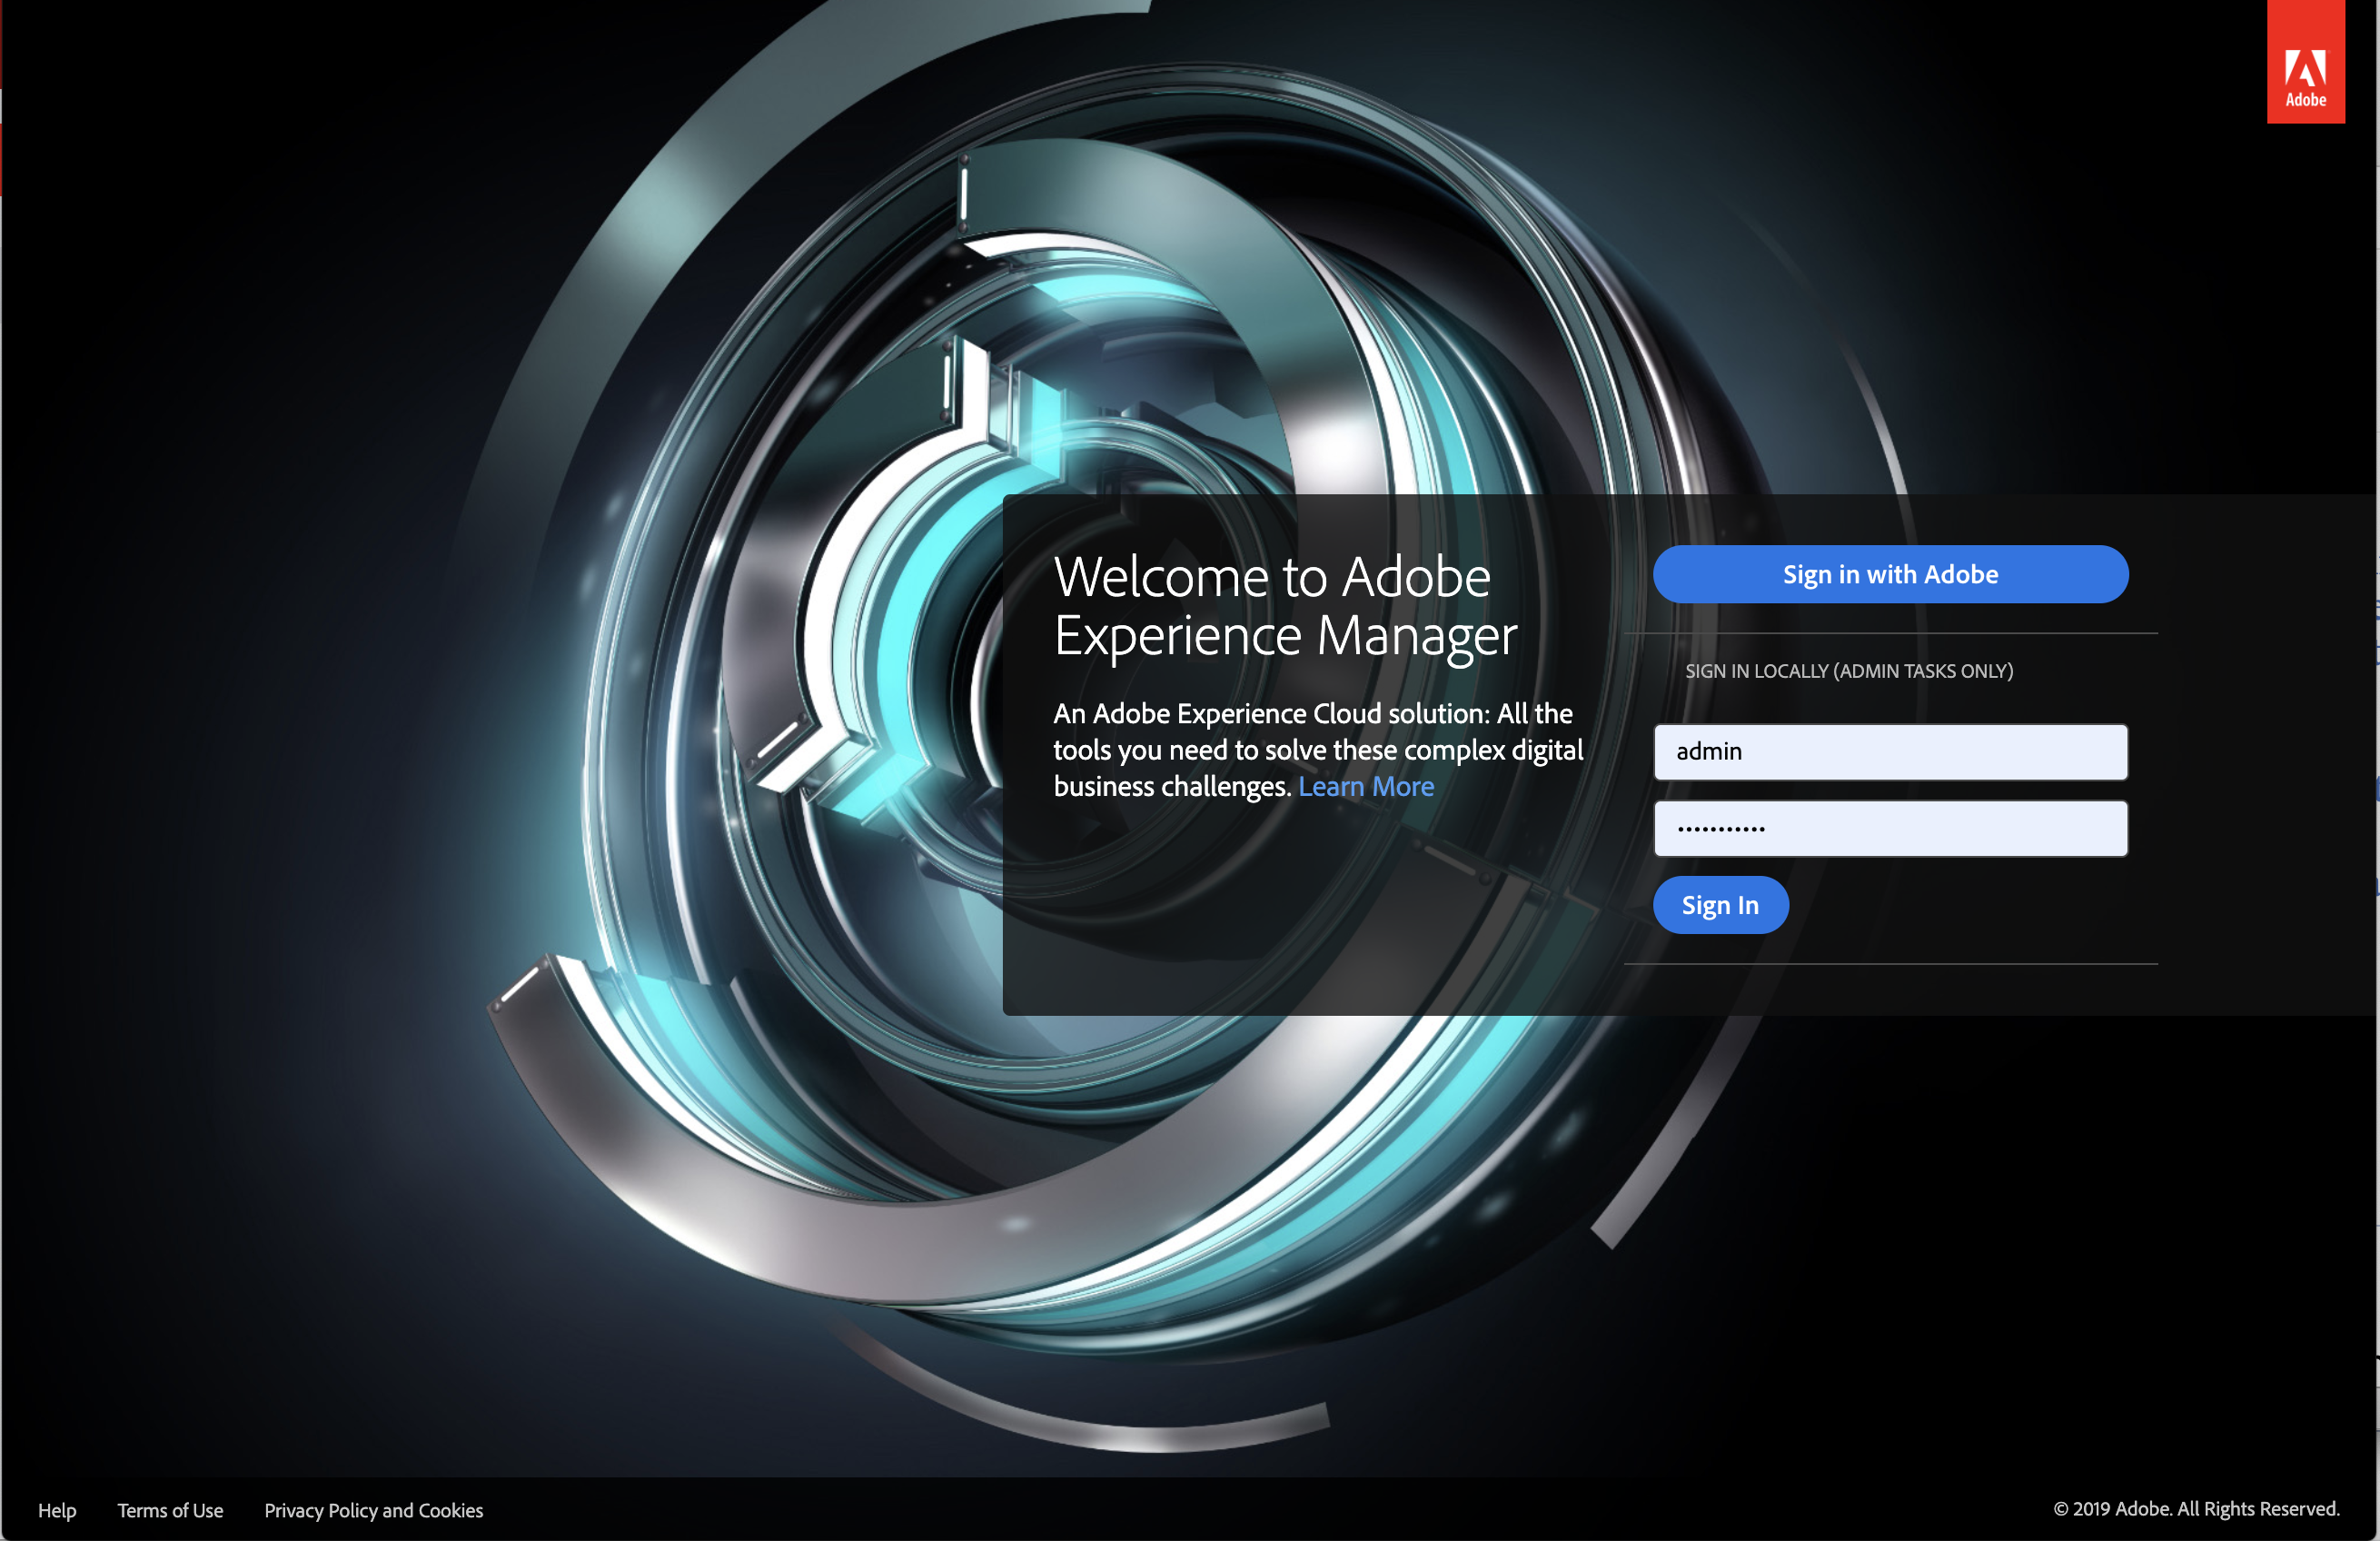 Adobe
Welcome to Adobe
Experience Manager
An Adobe Experience Cloud solution: All the
tools you need to solve these complex digital
business challenges. Learn More
Sign in with Adobe
SIGN IN LOCALLY (ADMIN TASKS ONLY)
admin
•••••••••••
Sign In
Help
Terms of Use
Privacy Policy and Cookies
© 2019 Adobe. All Rights Reserved.